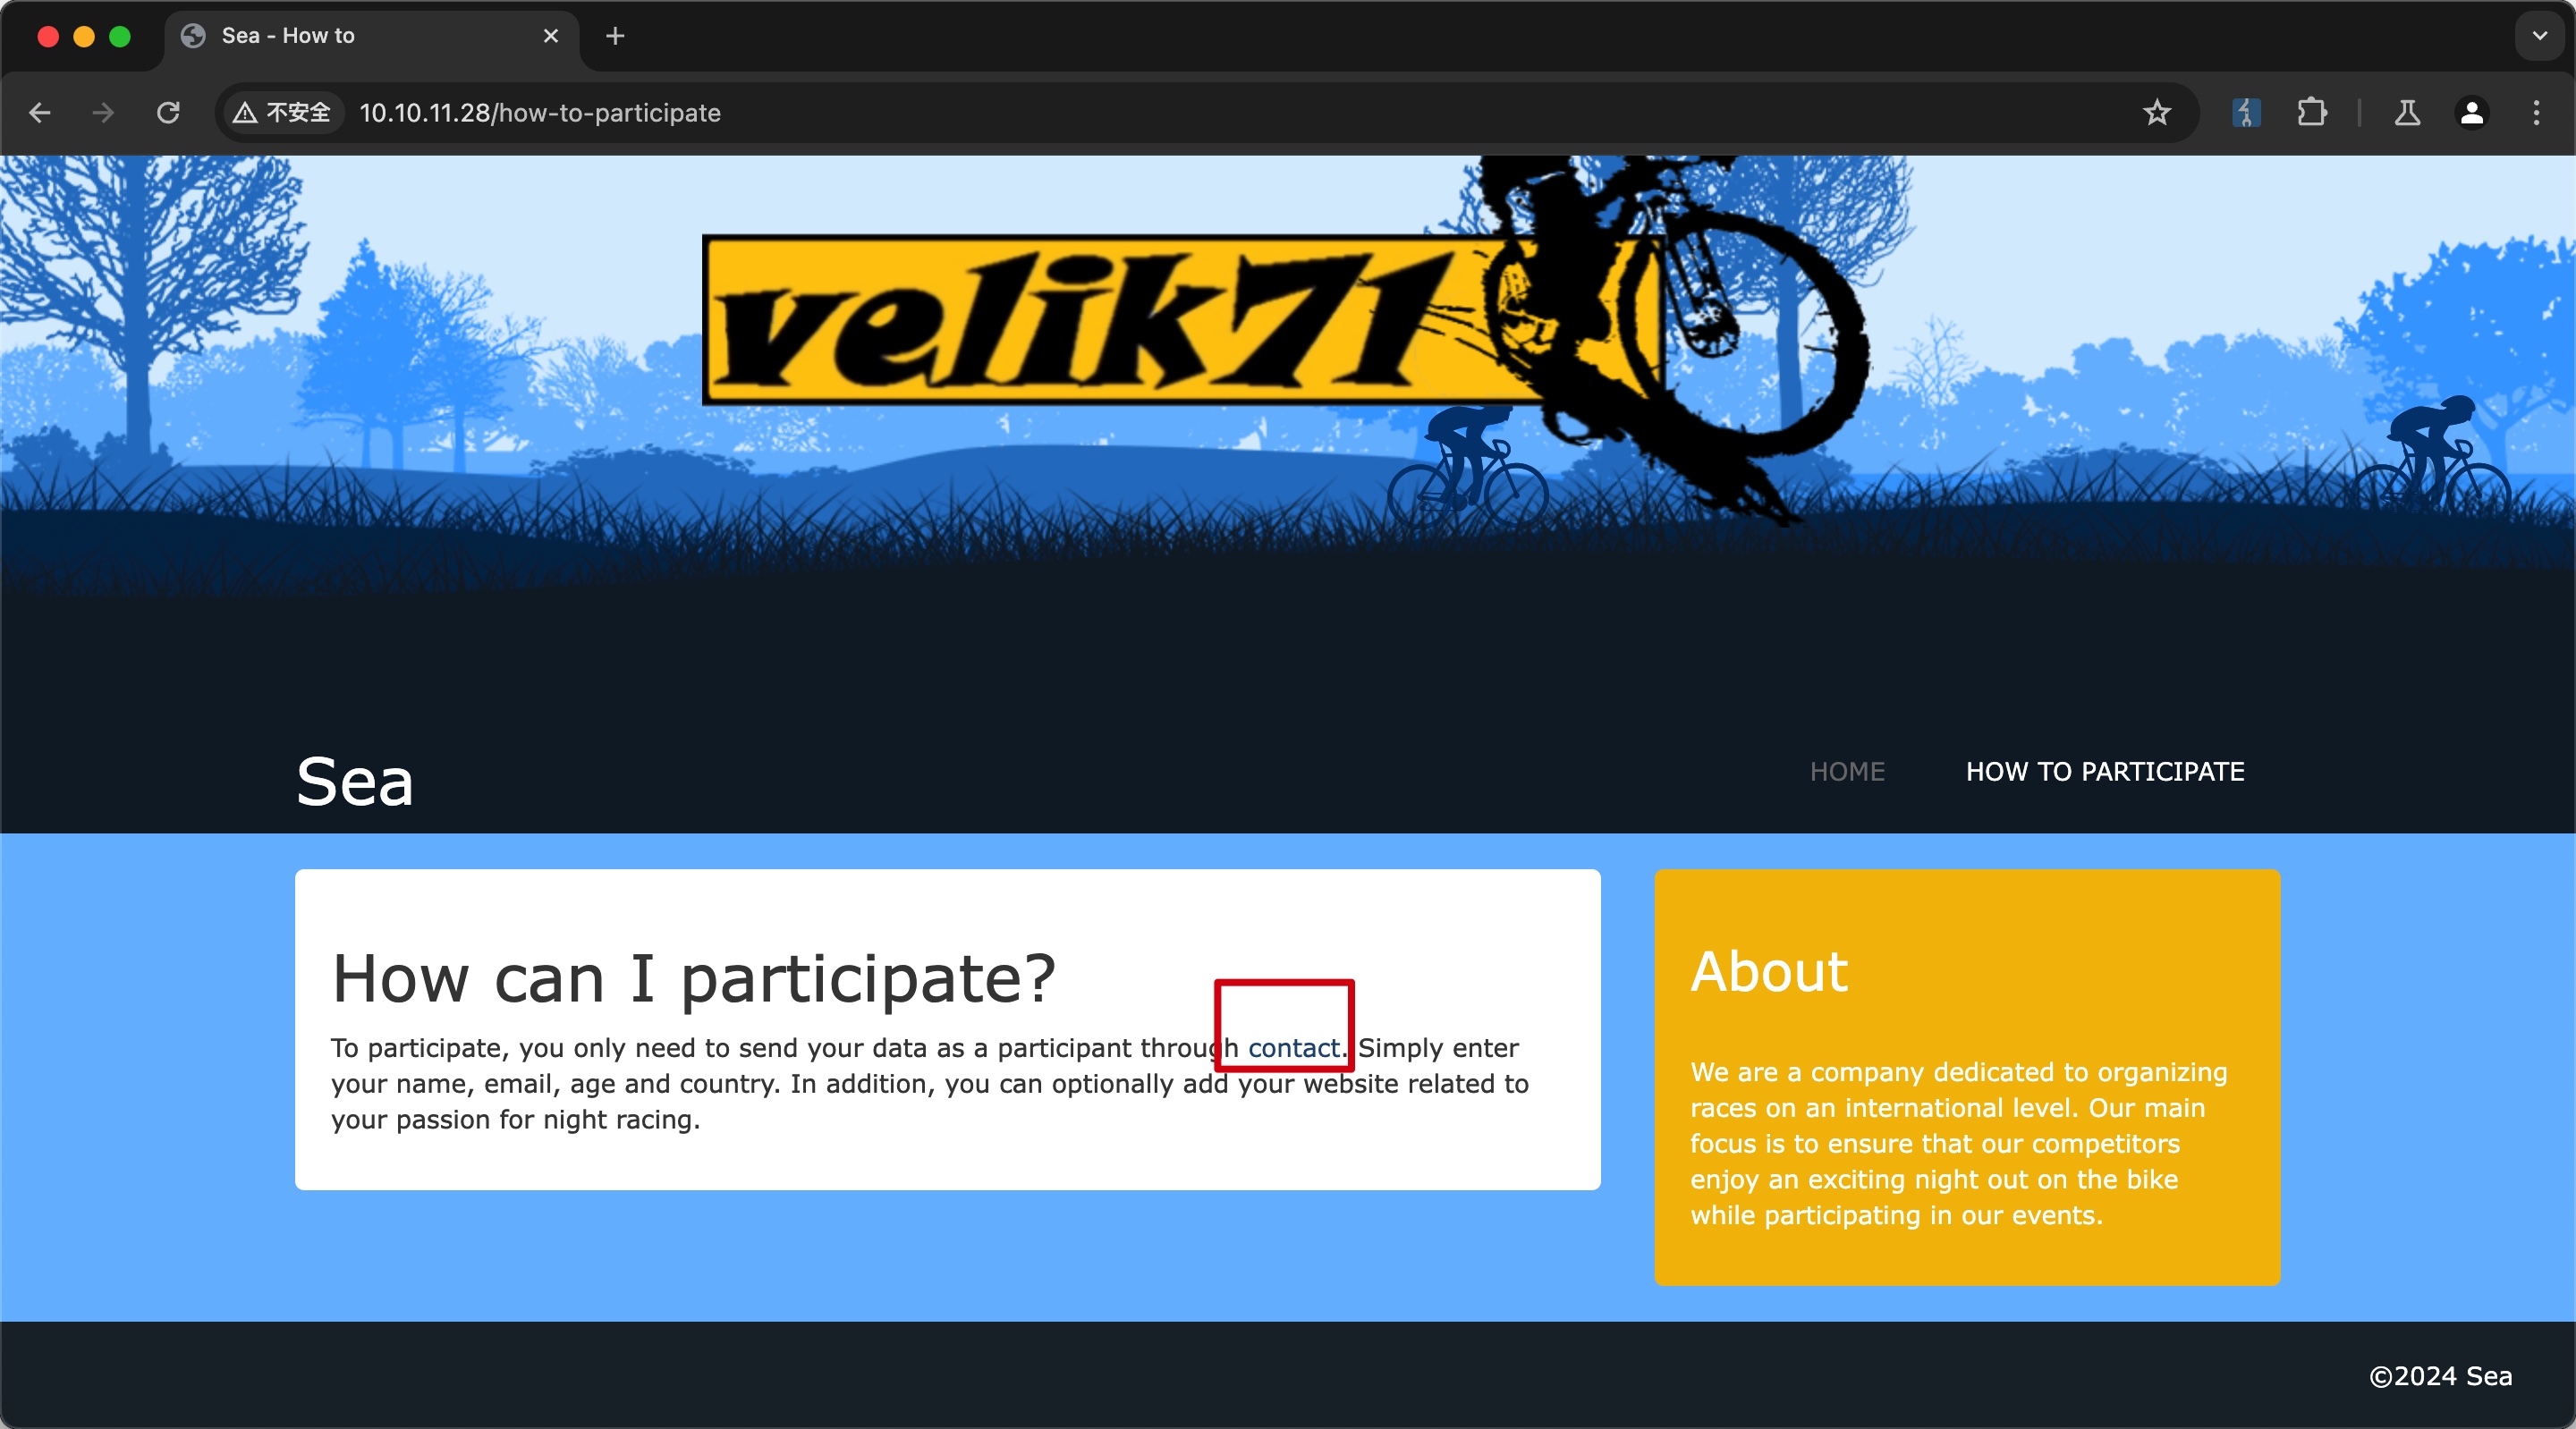 Sea - How to
不安全
10.10.11.28/how-to-participate
velik71
Sea
HOME
HOW TO PARTICIPATE
How can I participate?
To participate, you only need to send your data as a participant through contact. Simply enter
your name, email, age and country. In addition, you can optionally add your website related to
your passion for night racing.
About
We are a company dedicated to organizing
races on an international level. Our main
focus is to ensure that our competitors
enjoy an exciting night out on the bike
while participating in our events.
©2024 Sea